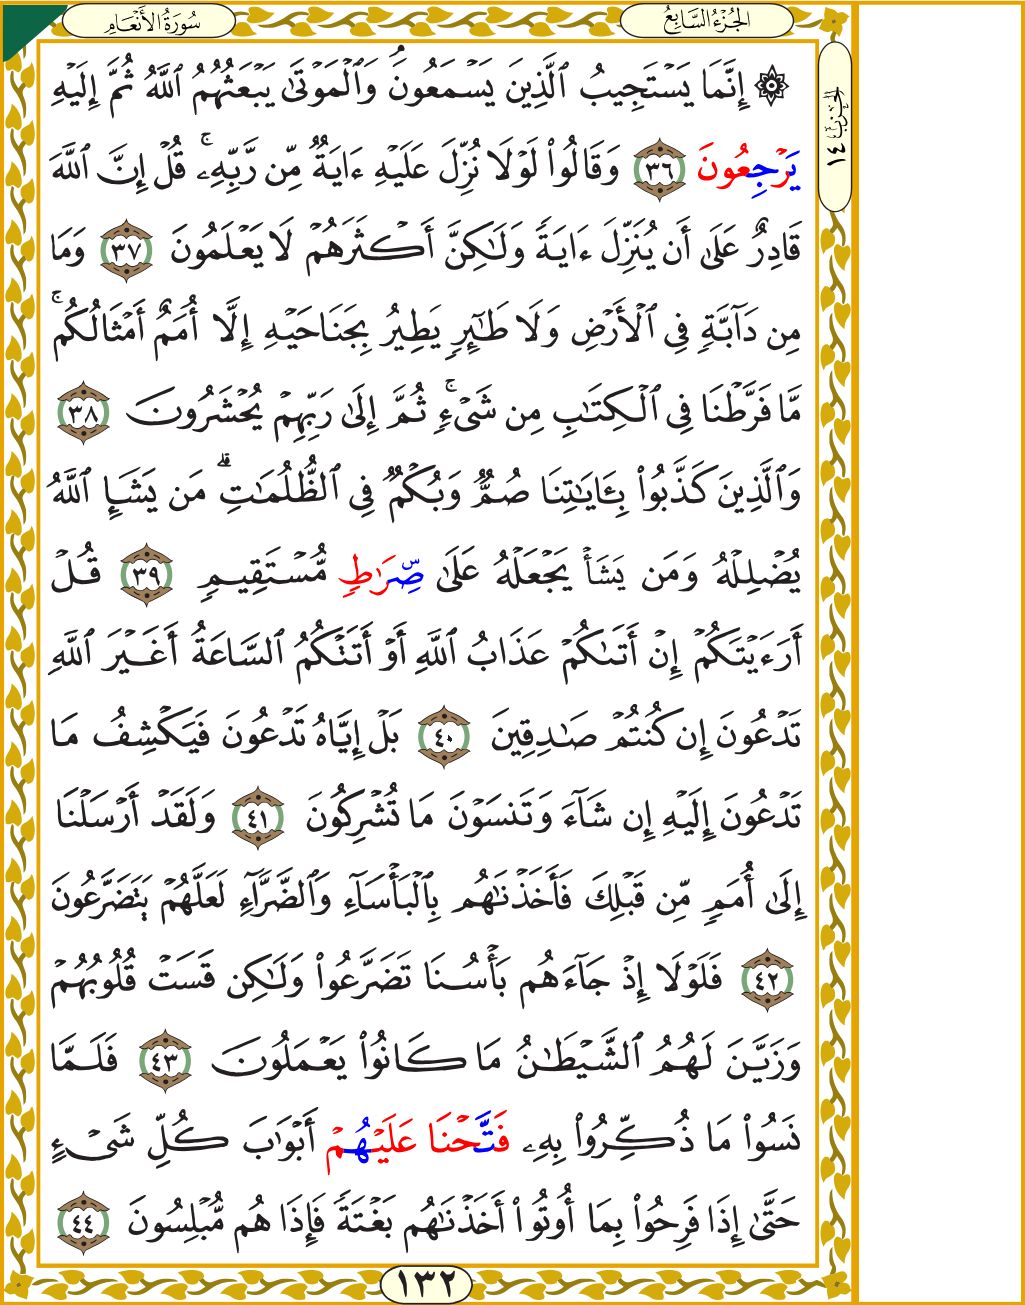 سُورَةُ الأَنْعَامِ
الجُزْءُ السَّابِعُ
الحِزْبُ ١٤
۞ إِنَّمَا يَسْتَجِيبُ ٱلَّذِينَ يَسْمَعُونَۘ وَٱلْمَوْتَىٰ يَبْعَثُهُمُ ٱللَّهُ ثُمَّ إِلَيْهِ
يَرْجِعُونَ ٣٦ وَقَالُوا۟ لَوْلَا نُزِّلَ عَلَيْهِ ءَايَةٌ مِّن رَّبِّهِۦۚ قُلْ إِنَّ ٱللَّهَ
قَادِرٌ عَلَىٰٓ أَن يُنَزِّلَ ءَايَةً وَلَـٰكِنَّ أَكْثَرَهُمْ لَا يَعْلَمُونَ ٣٧ وَمَا
مِن دَآبَّةٍ فِي ٱلْأَرْضِ وَلَا طَـٰٓئِرٍ يَطِيرُ بِجَنَاحَيْهِ إِلَّآ أُمَمٌ أَمْثَالُكُمۚ
مَّا فَرَّطْنَا فِي ٱلْكِتَـٰبِ مِن شَيْءٍۚ ثُمَّ إِلَىٰ رَبِّهِمْ يُحْشَرُونَ ٣٨
وَٱلَّذِينَ كَذَّبُوا۟ بِـَٔايَـٰتِنَا صُمٌّ وَبُكْمٌ فِي ٱلظُّلُمَـٰتِۗ مَن يَشَإِ ٱللَّهُ
يُضْلِلْهُ وَمَن يَشَأْ يَجْعَلْهُ عَلَىٰ صِّرَٰطٍ مُّسْتَقِيمٍ ٣٩ قُلْ
أَرَءَيْتَكُمْ إِنْ أَتَىٰكُمْ عَذَابُ ٱللَّهِ أَوْ أَتَتْكُمُ ٱلسَّاعَةُ أَغَيْرَ ٱللَّهِ
تَدْعُونَ إِن كُنتُمْ صَـٰدِقِينَ ٤٠ بَلْ إِيَّاهُ تَدْعُونَ فَيَكْشِفُ مَا
تَدْعُونَ إِلَيْهِ إِن شَآءَ وَتَنسَوْنَ مَا تُشْرِكُونَ ٤١ وَلَقَدْ أَرْسَلْنَآ
إِلَىٰٓ أُمَمٍ مِّن قَبْلِكَ فَأَخَذْنَـٰهُم بِٱلْبَأْسَآءِ وَٱلضَّرَّآءِ لَعَلَّهُمْ يَتَضَرَّعُونَ
٤٢ فَلَوْلَآ إِذْ جَآءَهُم بَأْسُنَا تَضَرَّعُوا۟ وَلَـٰكِن قَسَتْ قُلُوبُهُمْ
وَزَيَّنَ لَهُمُ ٱلشَّيْطَـٰنُ مَا كَانُوا۟ يَعْمَلُونَ ٤٣ فَلَمَّا
نَسُوا۟ مَا ذُكِّرُوا۟ بِهِۦ فَتَّحْنَا عَلَيْهُمْ أَبْوَٰبَ كُلِّ شَيْءٍ
حَتَّىٰٓ إِذَا فَرِحُوا۟ بِمَآ أُوتُوٓا۟ أَخَذْنَـٰهُم بَغْتَةً فَإِذَا هُم مُّبْلِسُونَ ٤٤
١٣٢